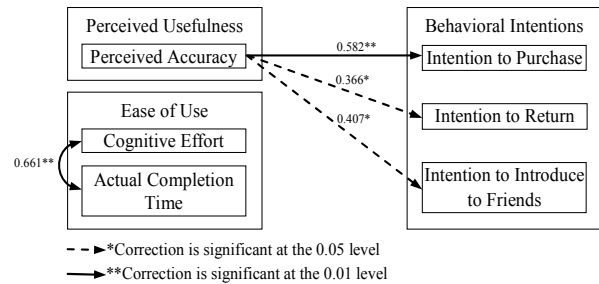 Perceived Usefulness
Perceived Accuracy
Ease of Use
Cognitive Effort
Actual Completion
Time
0.661**
0.582**
0.366*
0.407*
Behavioral Intentions
Intention to Purchase
Intention to Return
Intention to Introduce
to Friends
*Correction is significant at the 0.05 level
**Correction is significant at the 0.01 level